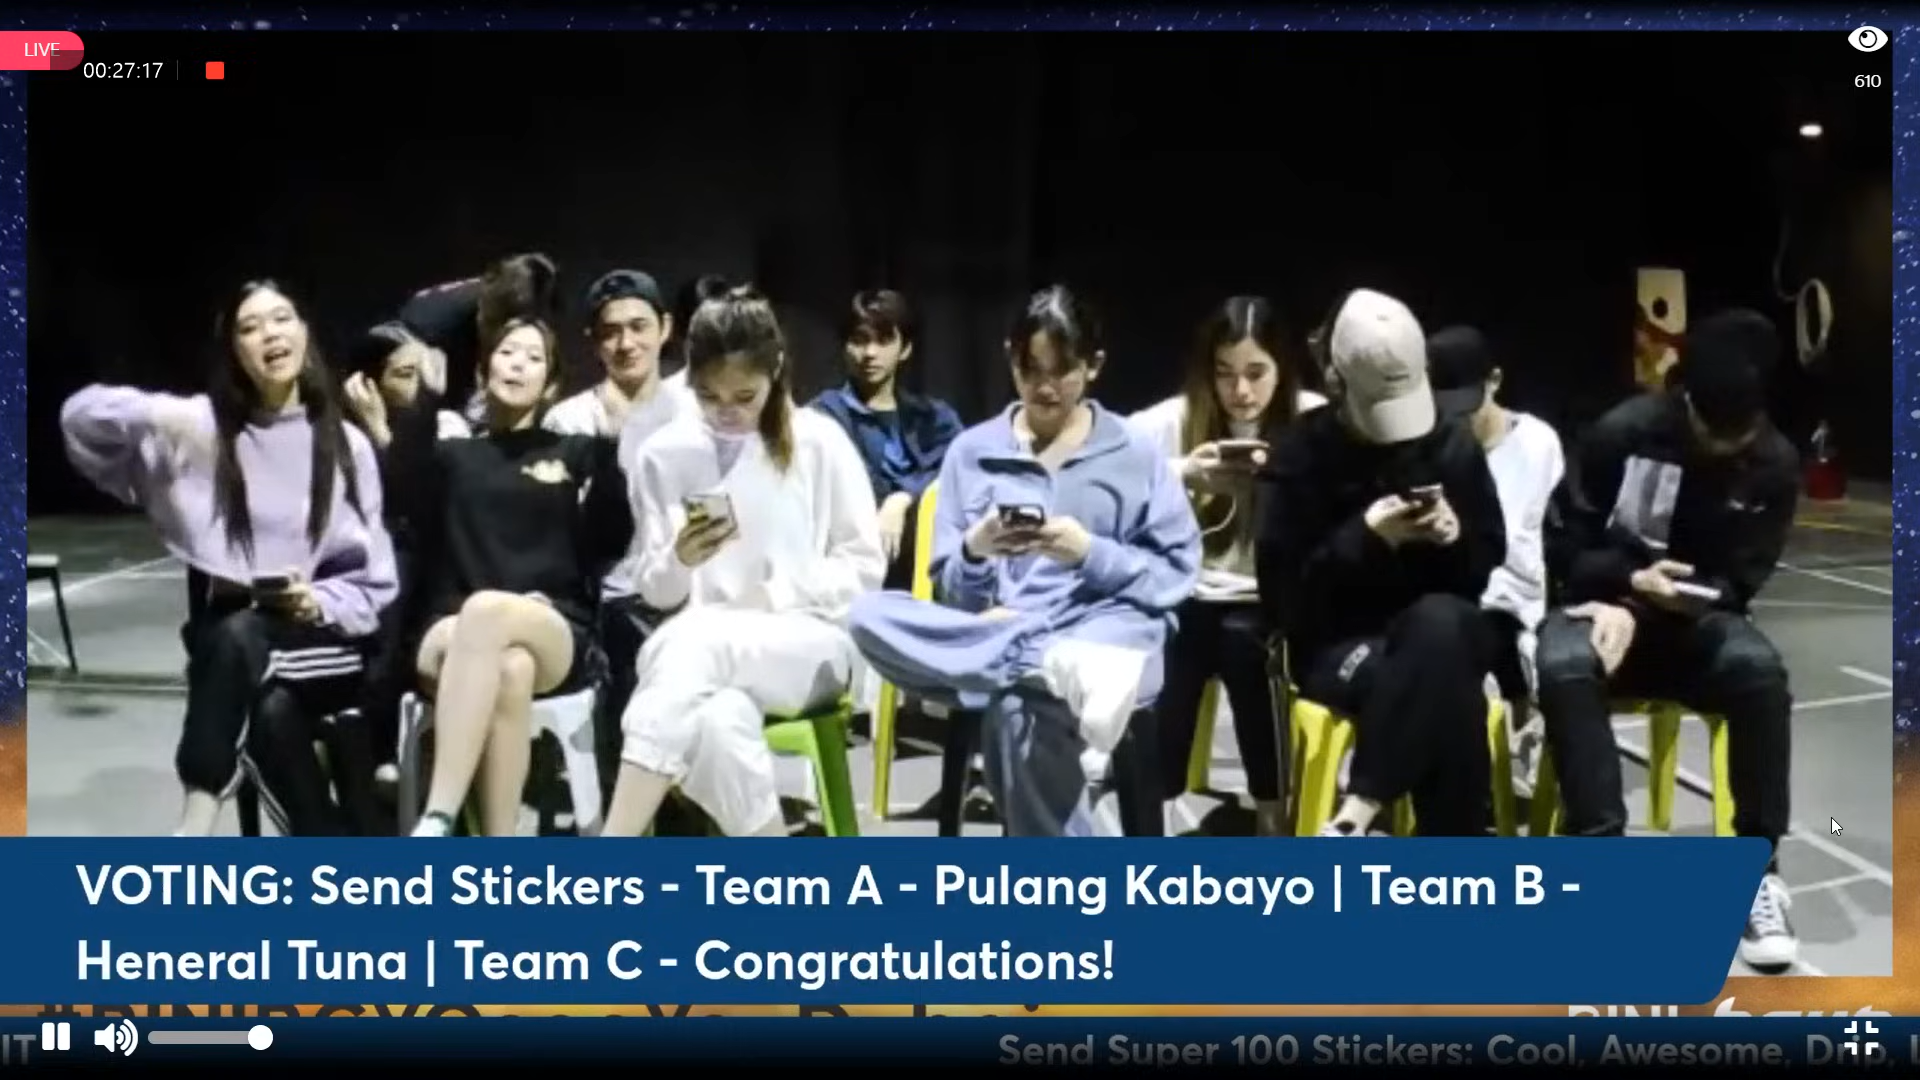 LIVE
00:27:17
610
VOTING: Send Stickers - Team A - Pulang Kabayo | Team B -
Heneral Tuna | Team C - Congratulations!
Send Super 100 Stickers: Cool, Awesome, Drip,